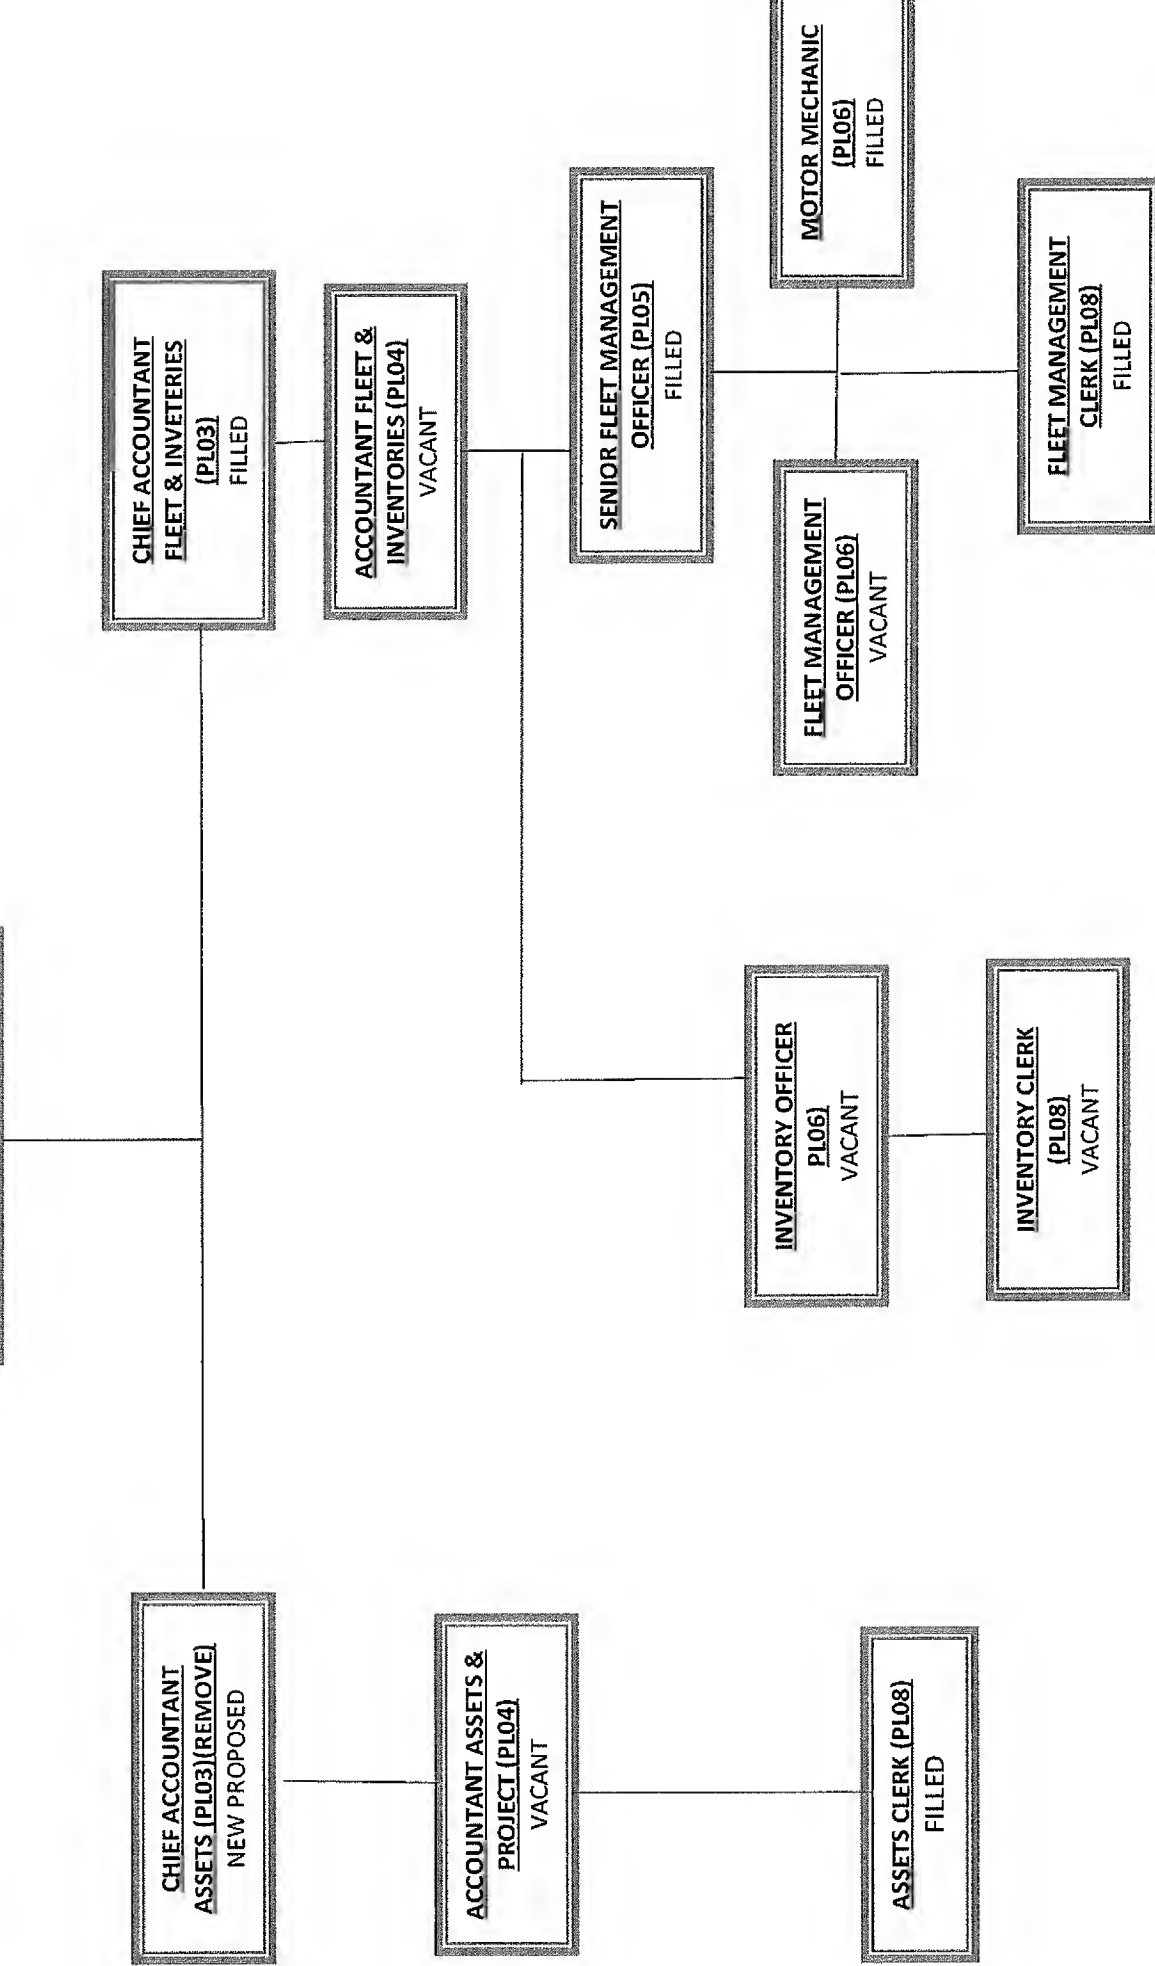 CHIEF ACCOUNTANT
ASSETS (PL03)(REMOVE)
NEW PROPOSED
ACCOUNTANT ASSETS &
PROJECT (PL04)
VACANT
ASSETS CLERK (PL08)
FILLED
CHIEF ACCOUNTANT
FLEET & INVETERIES
(PL03)
FILLED
ACCOUNTANT FLEET &
INVENTORIES (PL04)
VACANT
INVENTORY OFFICER
PL06)
VACANT
INVENTORY CLERK
(PL08)
VACANT
SENIOR FLEET MANAGEMENT
OFFICER (PL05)
FILLED
FLEET MANAGEMENT
OFFICER (PL06)
VACANT
MOTOR MECHANIC
(PL06)
FILLED
FLEET MANAGEMENT
CLERK (PL08)
FILLED